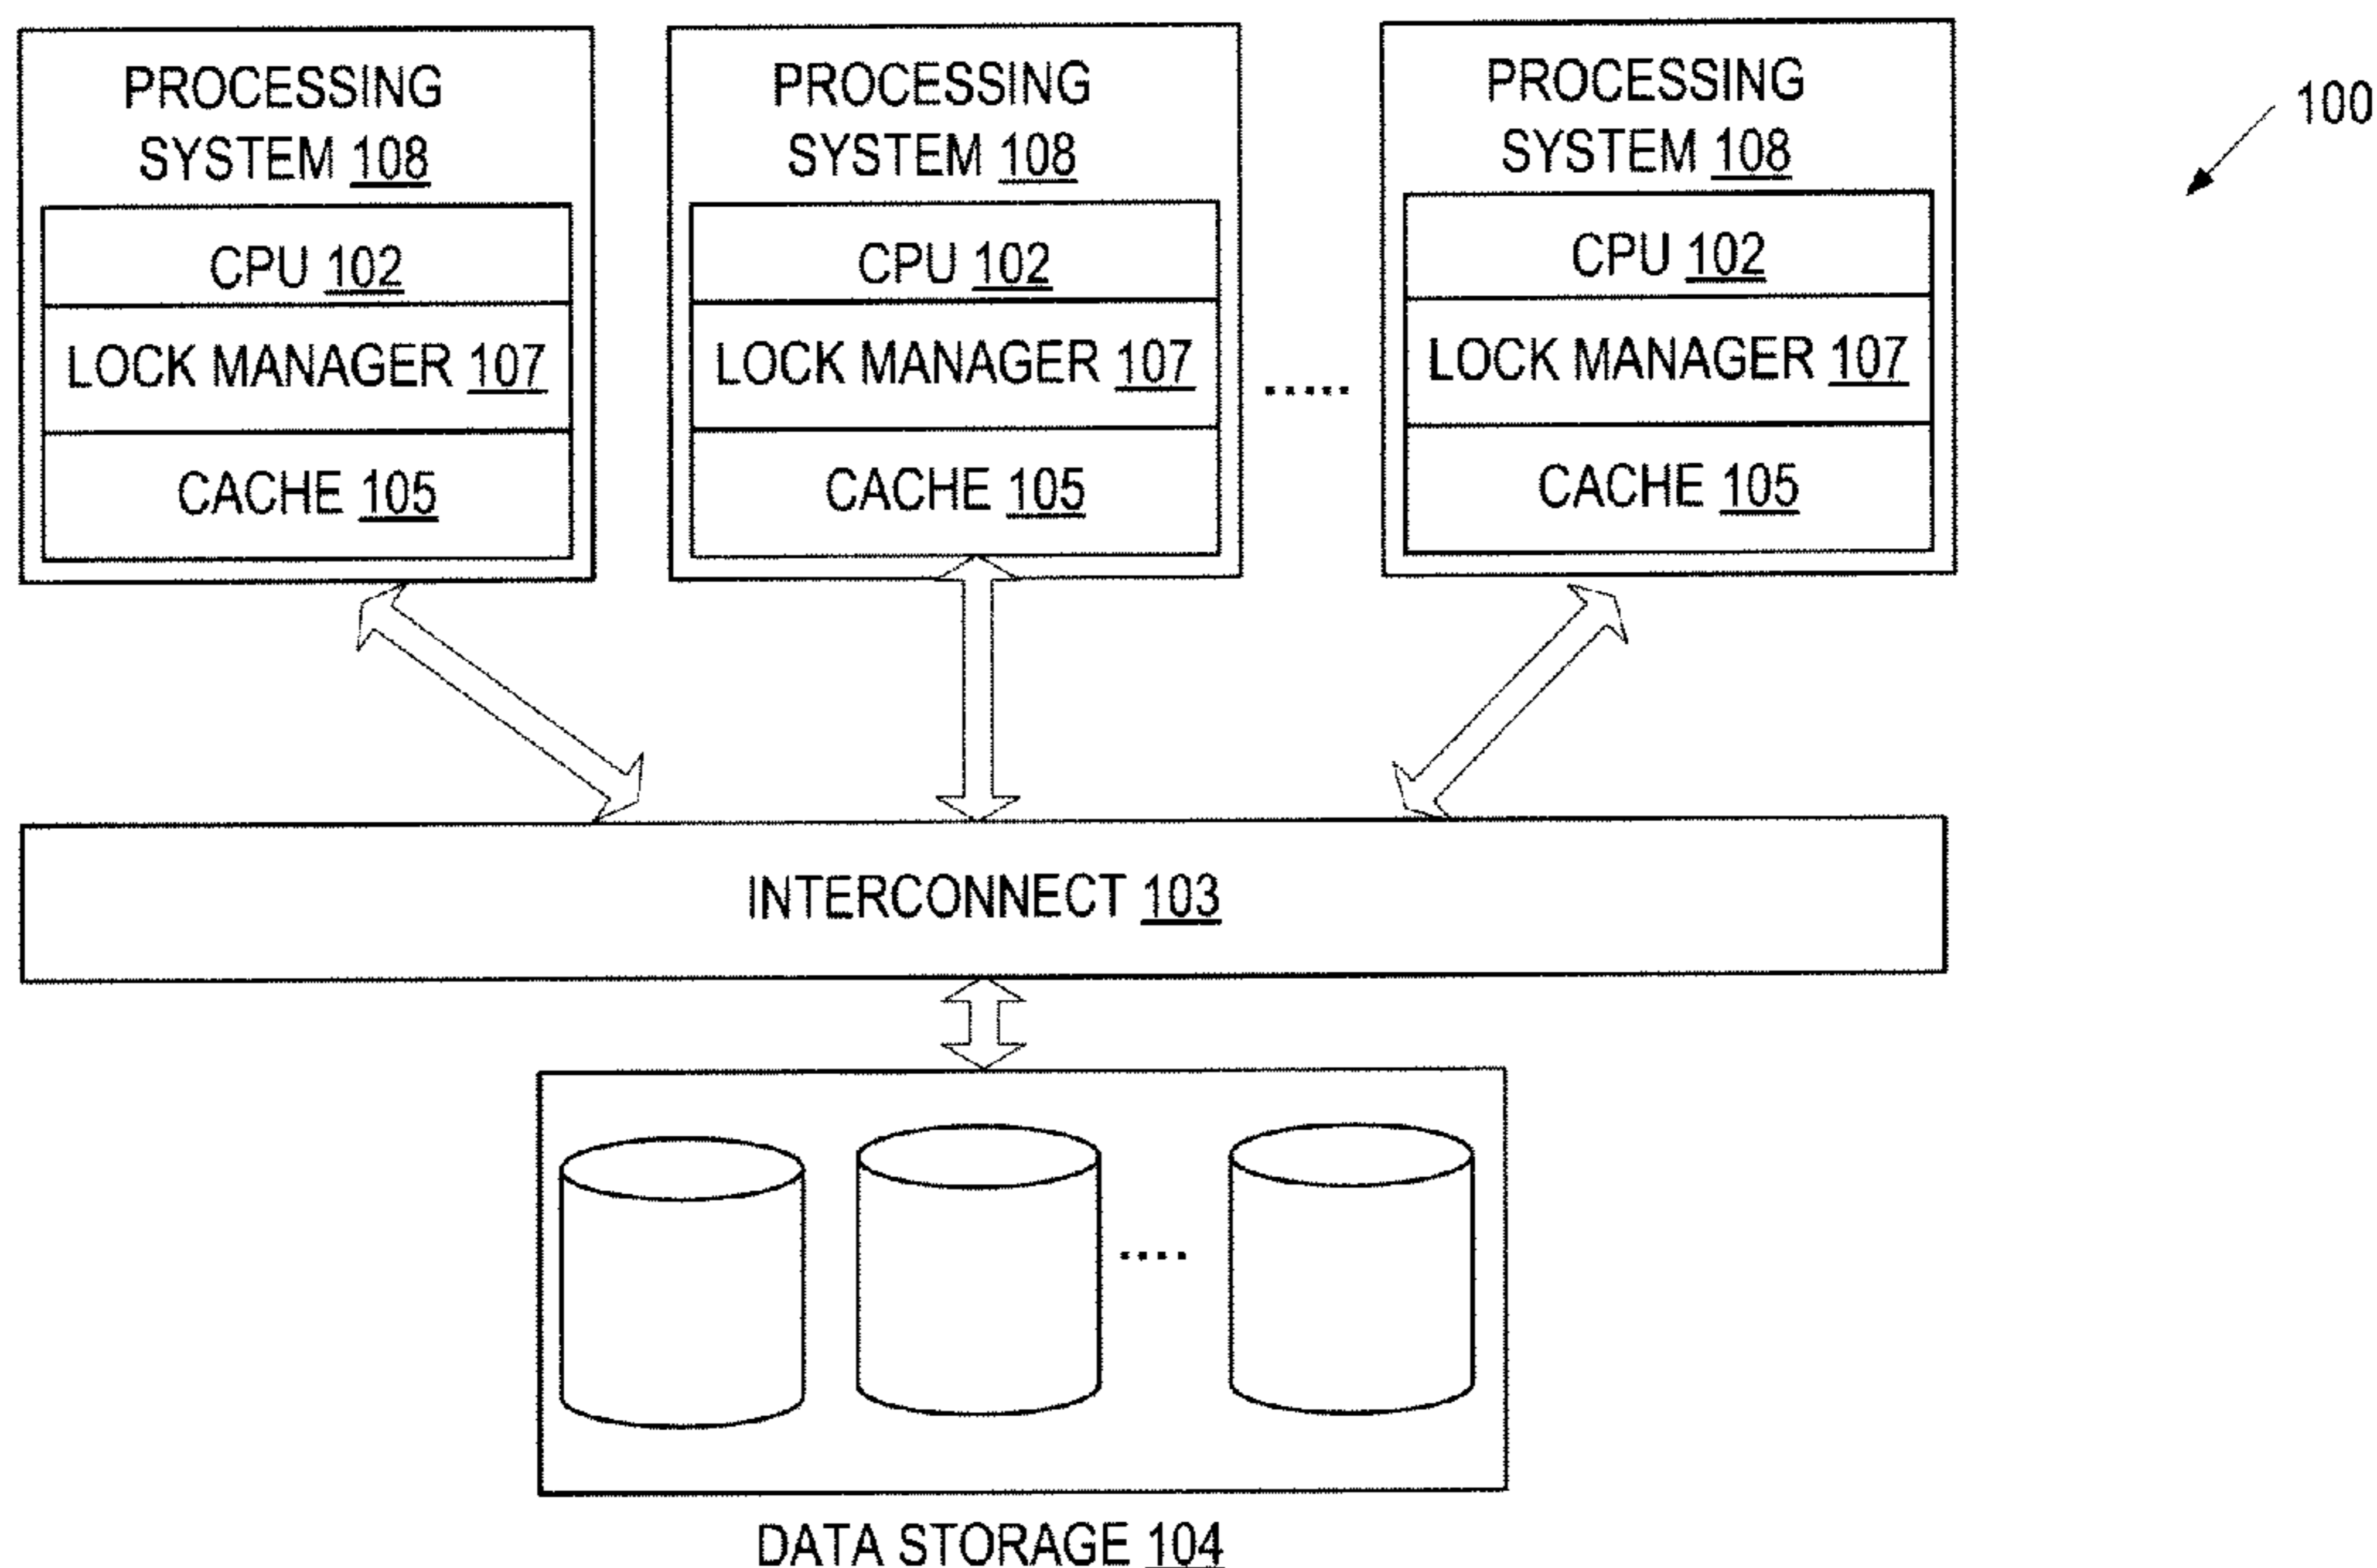 PROCESSING
SYSTEM 108
CPU 102
LOCK MANAGER 107
CACHE 105
PROCESSING
SYSTEM 108
CPU 102
LOCK MANAGER 107
CACHE 105
.....
PROCESSING
SYSTEM 108
CPU 102
LOCK MANAGER 107
CACHE 105
100
INTERCONNECT 103
....
DATA STORAGE 104